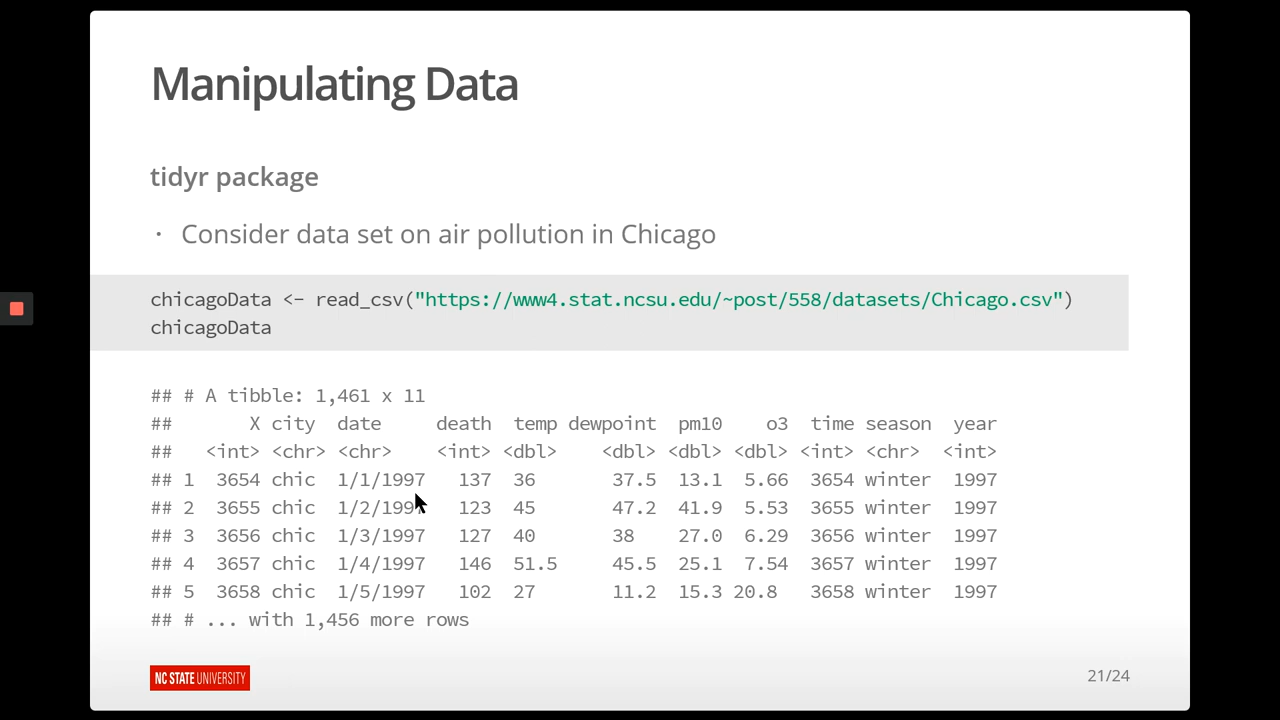 Manipulating Data
tidyr package
· Consider data set on air pollution in Chicago
chicagoData <- read_csv("https://www4.stat.ncsu.edu/~post/558/datasets/Chicago.csv")
chicagoData
## # A tibble: 1,461 x 11
##       X city  date     death  temp dewpoint  pm10    o3  time season  year
##   <int> <chr> <chr>    <int> <dbl>    <dbl> <dbl> <dbl> <int> <chr>  <int>
## 1  3654 chic  1/1/1997   137  36       37.5  13.1  5.66  3654 winter  1997
## 2  3655 chic  1/2/1997   123  45       47.2  41.9  5.53  3655 winter  1997
## 3  3656 chic  1/3/1997   127  40       38    27.0  6.29  3656 winter  1997
## 4  3657 chic  1/4/1997   146  51.5     45.5  25.1  7.54  3657 winter  1997
## 5  3658 chic  1/5/1997   102  27       11.2  15.3 20.8   3658 winter  1997
## # ... with 1,456 more rows
NC STATE UNIVERSITY
21/24